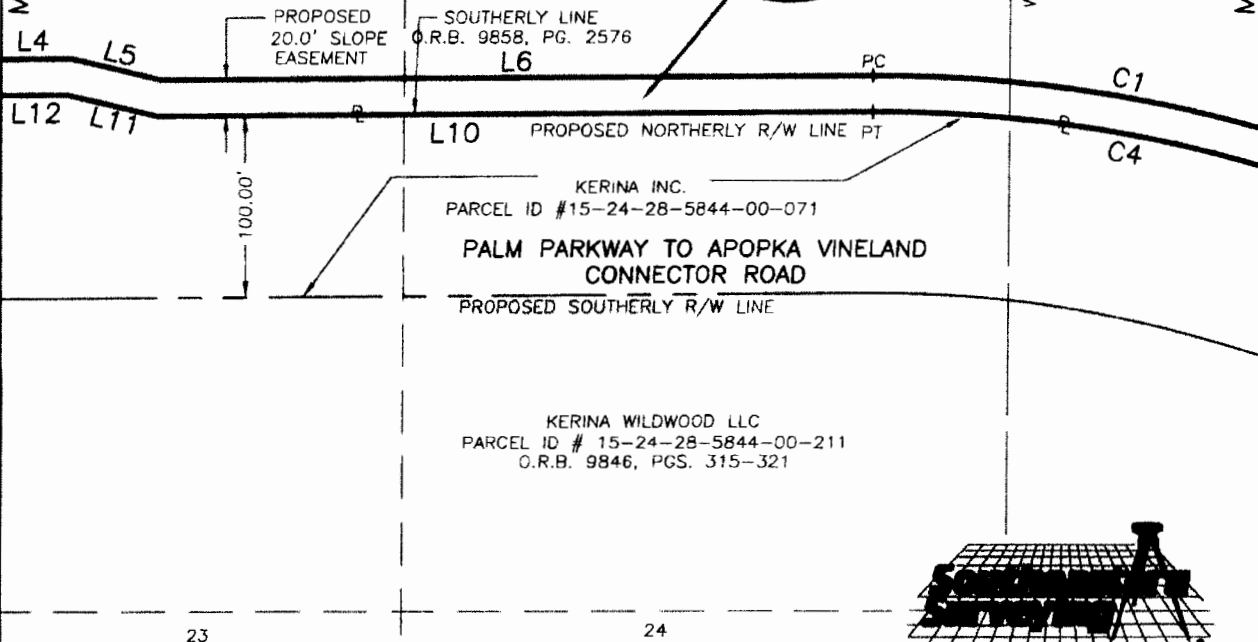 PROPOSED
20.0' SLOPE
EASEMENT
SOUTHERLY LINE
O.R.B. 9858, PG. 2576
L4
L5
L6
PC
C1
L12
L11
L10
PROPOSED NORTHERLY R/W LINE
PT
C4
100.00'
KERINA INC.
PARCEL ID #15-24-28-5844-00-071
PALM PARKWAY TO APOPKA VINELAND
CONNECTOR ROAD
PROPOSED SOUTHERLY R/W LINE
KERINA WILDWOOD LLC
PARCEL ID # 15-24-28-5844-00-211
O.R.B. 9846, PGS. 315-321
Surveying
23
24